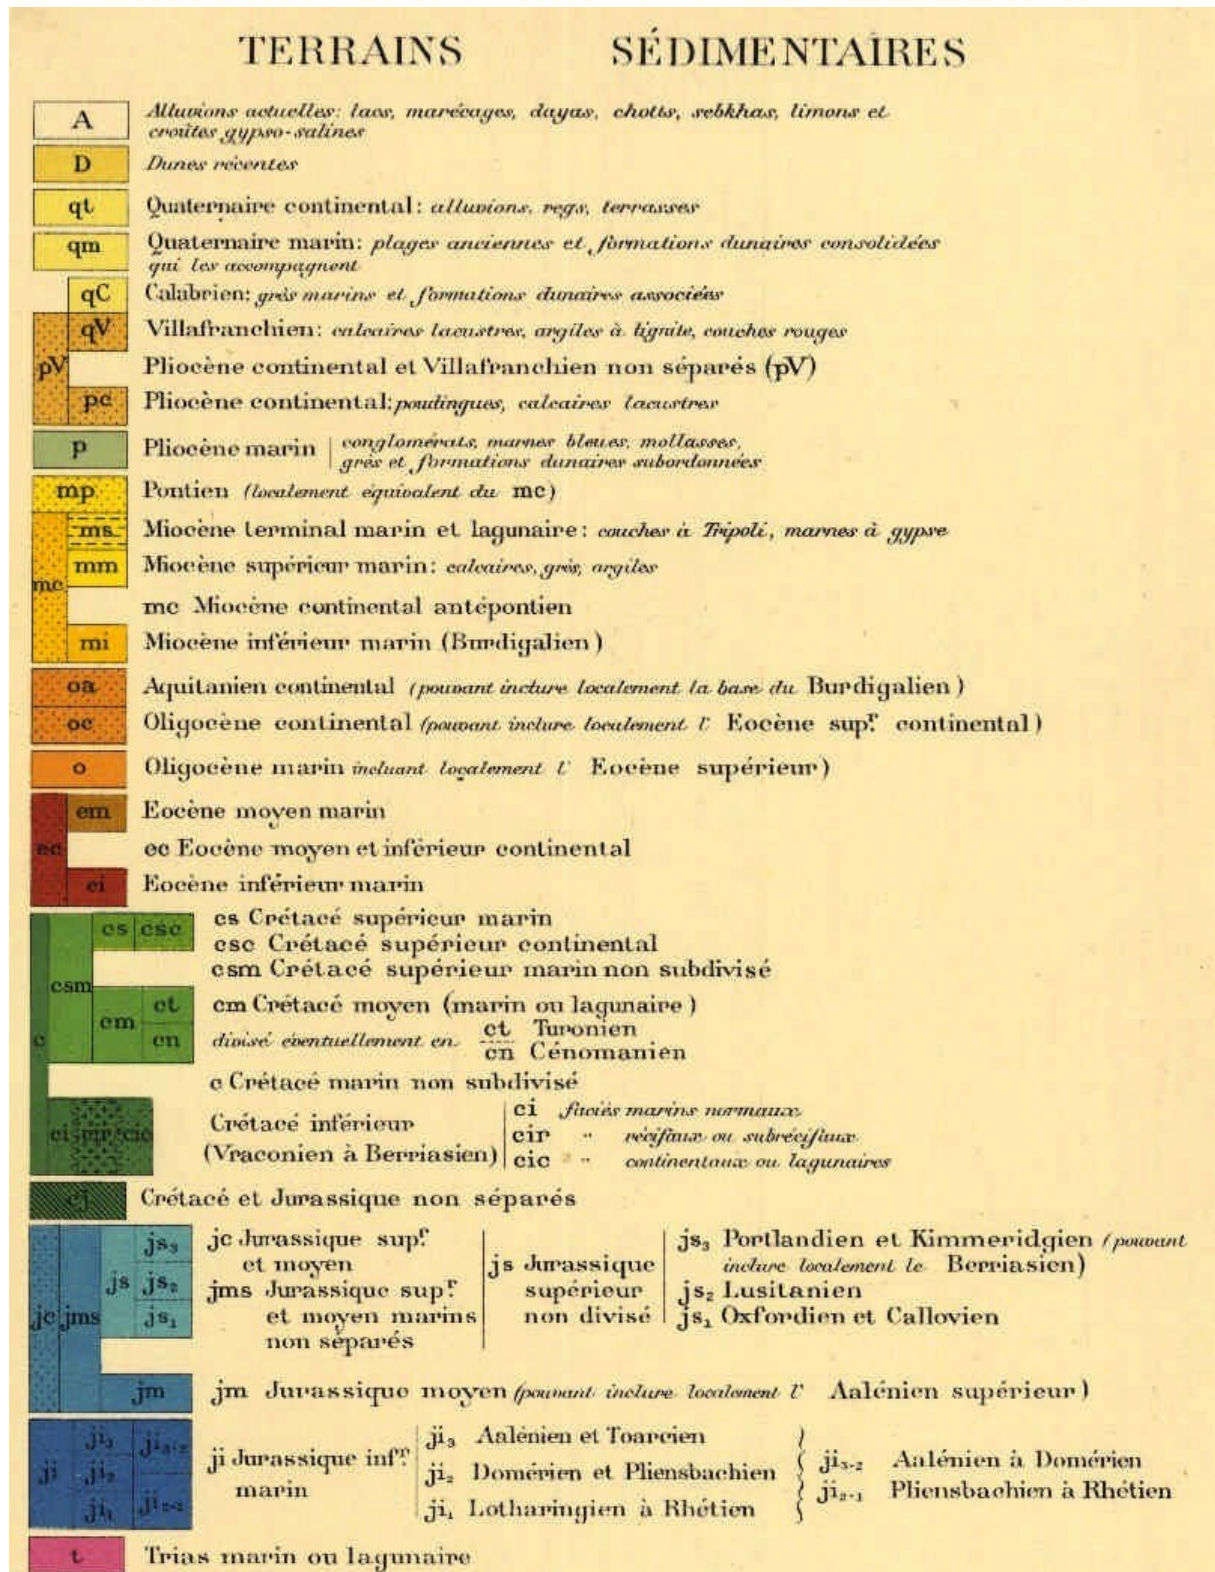 TERRAINS SÉDIMENTAIRES
A Alluvions actuelles: lacs, marécages, dayas, chotts, sebkhas, limons et
croûtes gypso-salines
D Dunes récentes
qt Quaternaire continental: alluvions, regs, terrasses
qm Quaternaire marin: plages anciennes et formations dunaires consolidées
qui les accompagnent
qC Calabrien: grès marins et formations dunaires associées
qV Villafranchien: calcaires lacustres, argiles à lignite, couches rouges
pV Pliocène continental et Villafranchien non séparés (pV)
pc Pliocène continental: poudingues, calcaires lacustres
p Pliocène marin conglomérats, marnes bleues, mollasses,
grès et formations dunaires subordonnées
mp Pontien (localement équivalent du mc)
ms Miocène terminal marin et lagunaire: couches à Tripoli, marnes à gypse
mm Miocène supérieur marin: calcaires, grès, argiles
mc
mc Miocène continental antépontien
mi Miocène inférieur marin (Burdigalien)
oa Aquitanien continental (pouvant inclure localement la base du Burdigalien)
oc Oligocène continental (pouvant inclure localement l' Eocène supr. continental)
o Oligocène marin incluant localement l' Eocène supérieur)
em Eocène moyen marin
ec ec Eocène moyen et inférieur continental
ei Eocène inférieur marin
cs csc cs Crétacé supérieur marin
csc Crétacé supérieur continental
csm Crétacé supérieur marin non subdivisé
csm
ct cm Crétacé moyen (marin ou lagunaire)
cm divisé éventuellement en ct Turonien
c cn cn Cénomanien
c Crétacé marin non subdivisé
Crétacé inférieur ci faciès marins normaux
ci cir cic cir " récifaux ou subrécifaux
(Vraconien à Berriasien) cic " continentaux ou lagunaires
cj Crétacé et Jurassique non séparés
js3 jc Jurassique supr. js3 Portlandien et Kimmeridgien (pouvant
et moyen js Jurassique inclure localement le Berriasien)
js js2 jms Jurassique supr. supérieur js2 Lusitanien
jc jms js1 et moyen marins non divisé js1 Oxfordien et Callovien
non séparés
jm jm Jurassique moyen (pouvant inclure localement l' Aalénien supérieur)
ji3 ji3-2 ji3 Aalénien et Toarcien
ji ji2 ji Jurassique infr. ji2 Domérien et Pliensbachien ji3-2 Aalénien à Domérien
marin ji2-1 Pliensbachien à Rhétien
ji1 ji2-2 ji1 Lotharingien à Rhétien
t Trias marin ou lagunaire